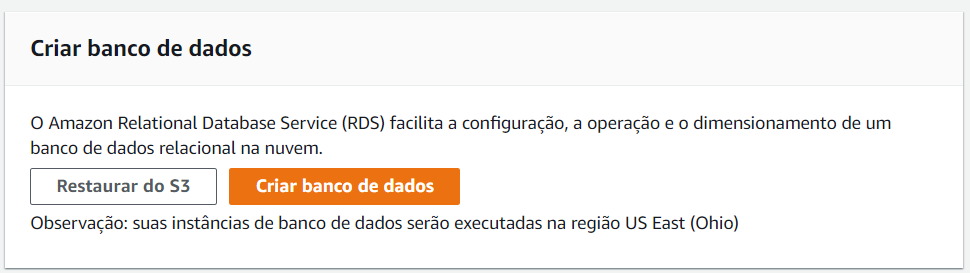 Criar banco de dados
O Amazon Relational Database Service (RDS) facilita a configuração, a operação e o dimensionamento de um
banco de dados relacional na nuvem.
Restaurar do S3
Criar banco de dados
Observação: suas instâncias de banco de dados serão executadas na região US East (Ohio)